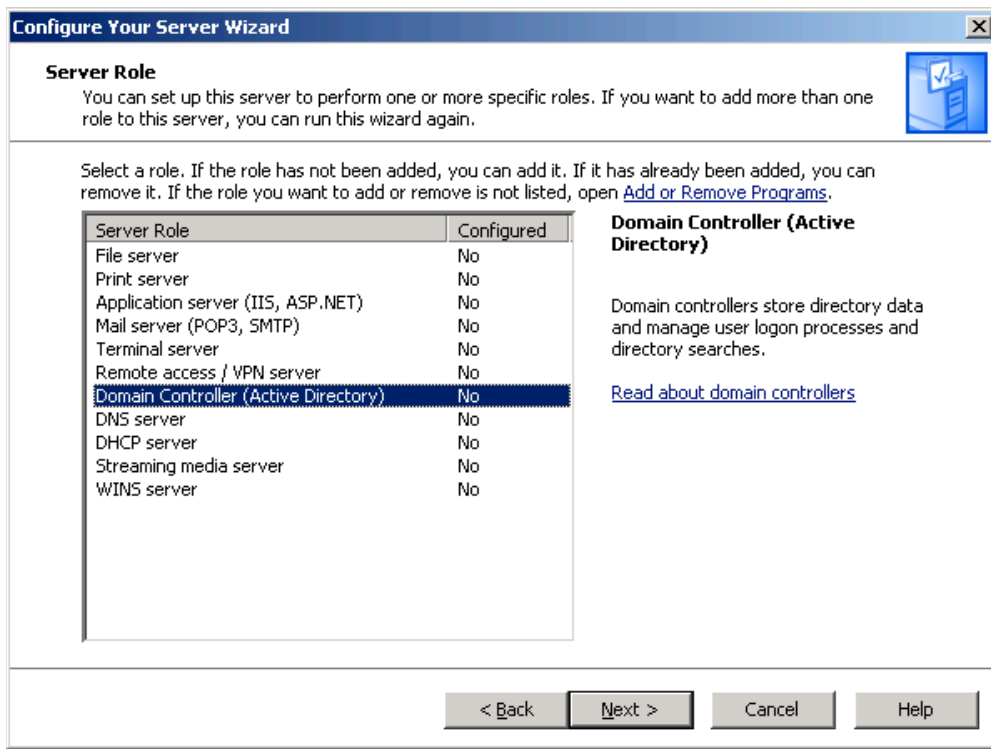 Configure Your Server Wizard
Server Role
You can set up this server to perform one or more specific roles. If you want to add more than one
role to this server, you can run this wizard again.
Select a role. If the role has not been added, you can add it. If it has already been added, you can
remove it. If the role you want to add or remove is not listed, open Add or Remove Programs.
Server Role Configured
File server No
Print server No
Application server (IIS, ASP.NET) No
Mail server (POP3, SMTP) No
Terminal server No
Remote access / VPN server No
Domain Controller (Active Directory) No
DNS server No
DHCP server No
Streaming media server No
WINS server No
Domain Controller (Active
Directory)
Domain controllers store directory data
and manage user logon processes and
directory searches.
Read about domain controllers
< Back Next > Cancel Help